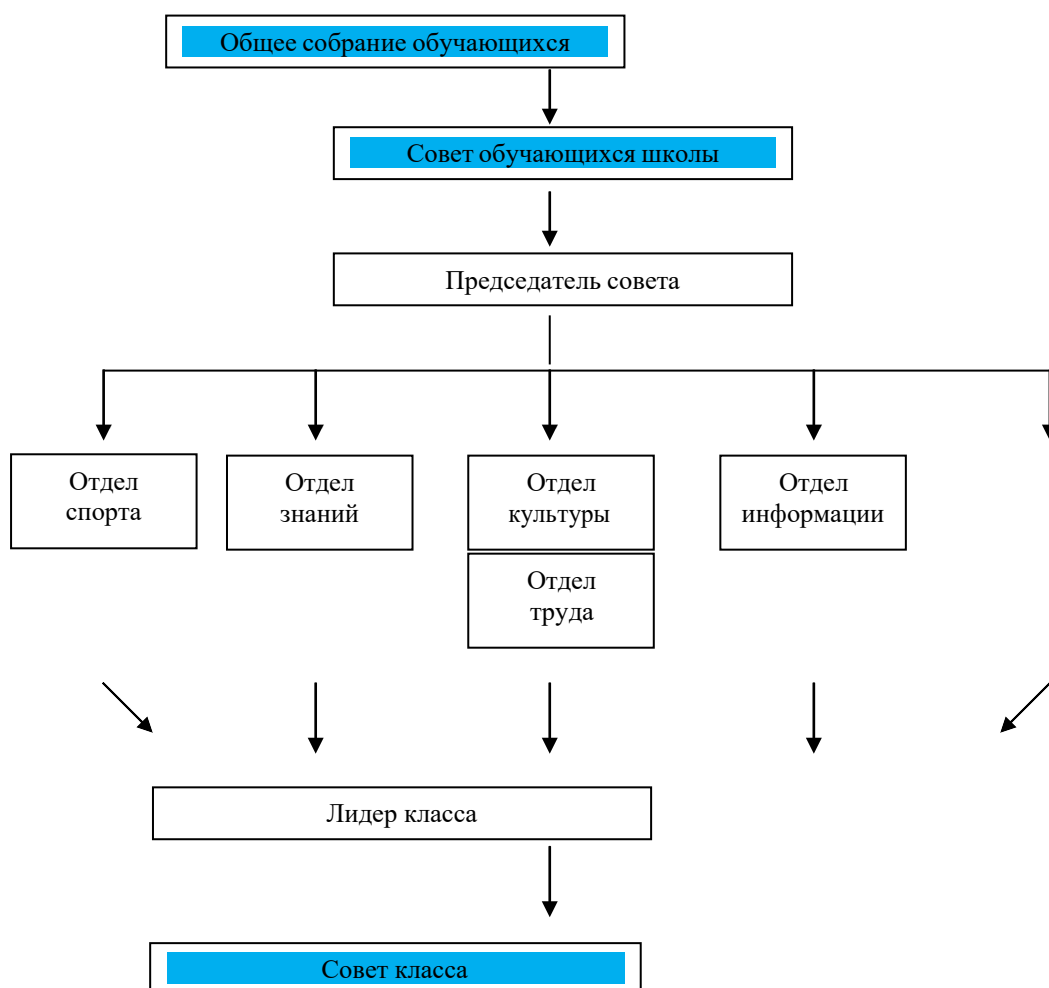 Общее собрание обучающихся
Совет обучающихся школы
Председатель совета
Отдел
спорта
Отдел
знаний
Отдел
культуры
Отдел
информации
Отдел
труда
Лидер класса
Совет класса